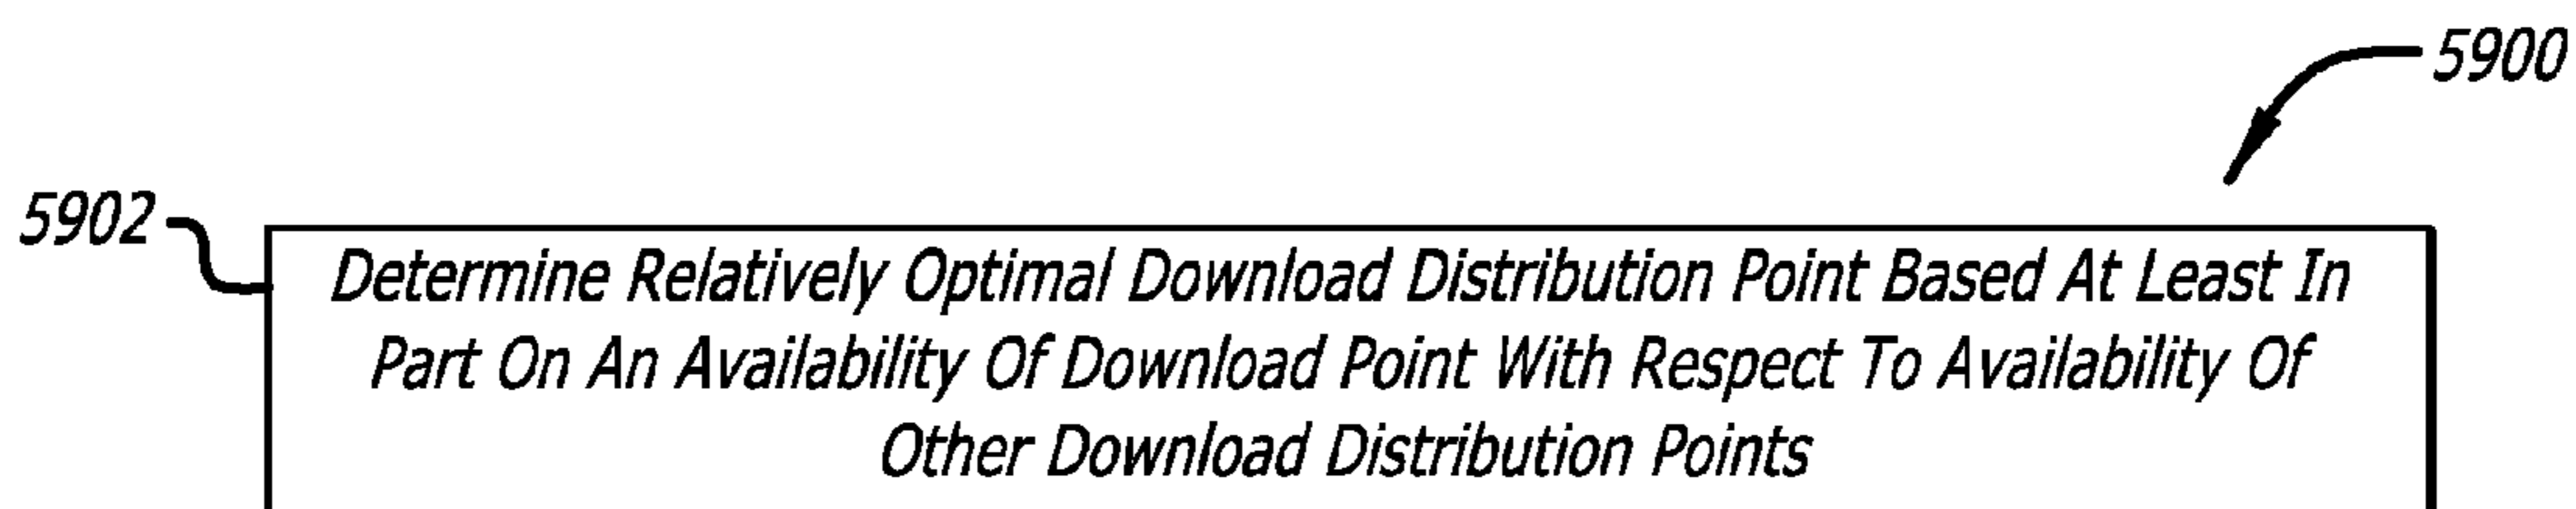 5900
5902
Determine Relatively Optimal Download Distribution Point Based At Least In
Part On An Availability Of Download Point With Respect To Availability Of
Other Download Distribution Points